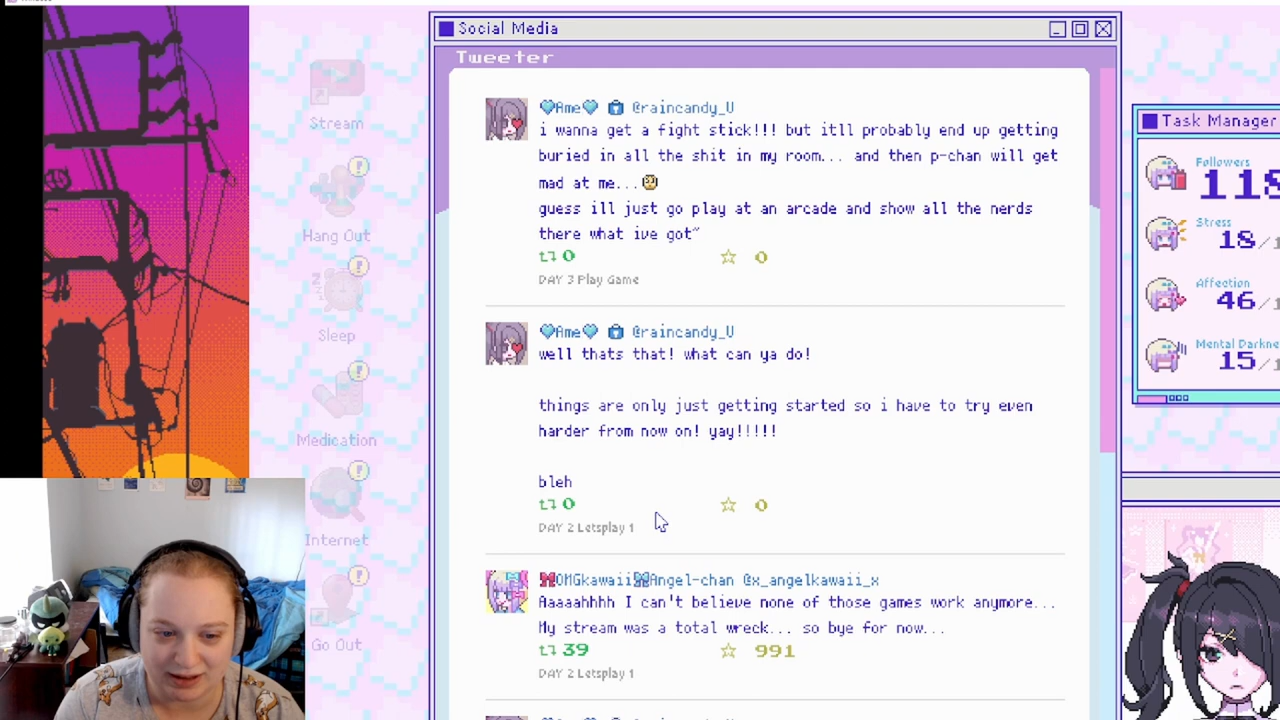 Social Media
Tweeter
Ame @raincandy_U
i wanna get a fight stick!!! but itll probably end up getting
buried in all the shit in my room... and then p-chan will get
mad at me...
guess ill just go play at an arcade and show all the nerds
there what ive got~
0 0
DAY 3 Play Game
Ame @raincandy_U
well thats that! what can ya do!
things are only just getting started so i have to try even
harder from now on! yay!!!!!
bleh
0 0
DAY 2 Letsplay 1
OMGkawaii Angel-chan @x_angelkawaii_x
Aaaaahhhh I can't believe none of those games work anymore...
My stream was a total wreck... so bye for now...
39 991
DAY 2 Letsplay 1
Stream
Hang Out
Sleep
Medication
Internet
Go Out
Task Manager
Followers
Stress
18/1
Affection
46/1
Mental Darkne
15/1